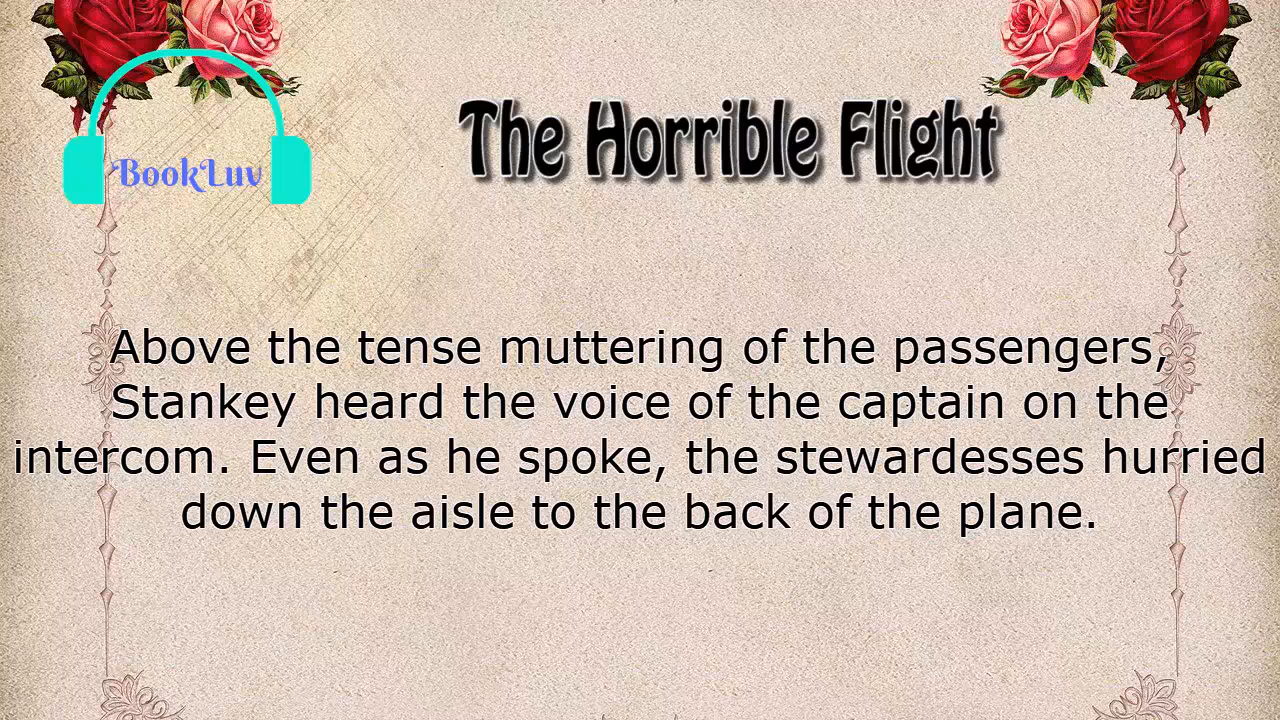 The Horrible Flight
BookLuv
Above the tense muttering of the passengers,
Stankey heard the voice of the captain on the
intercom. Even as he spoke, the stewardesses hurried
down the aisle to the back of the plane.